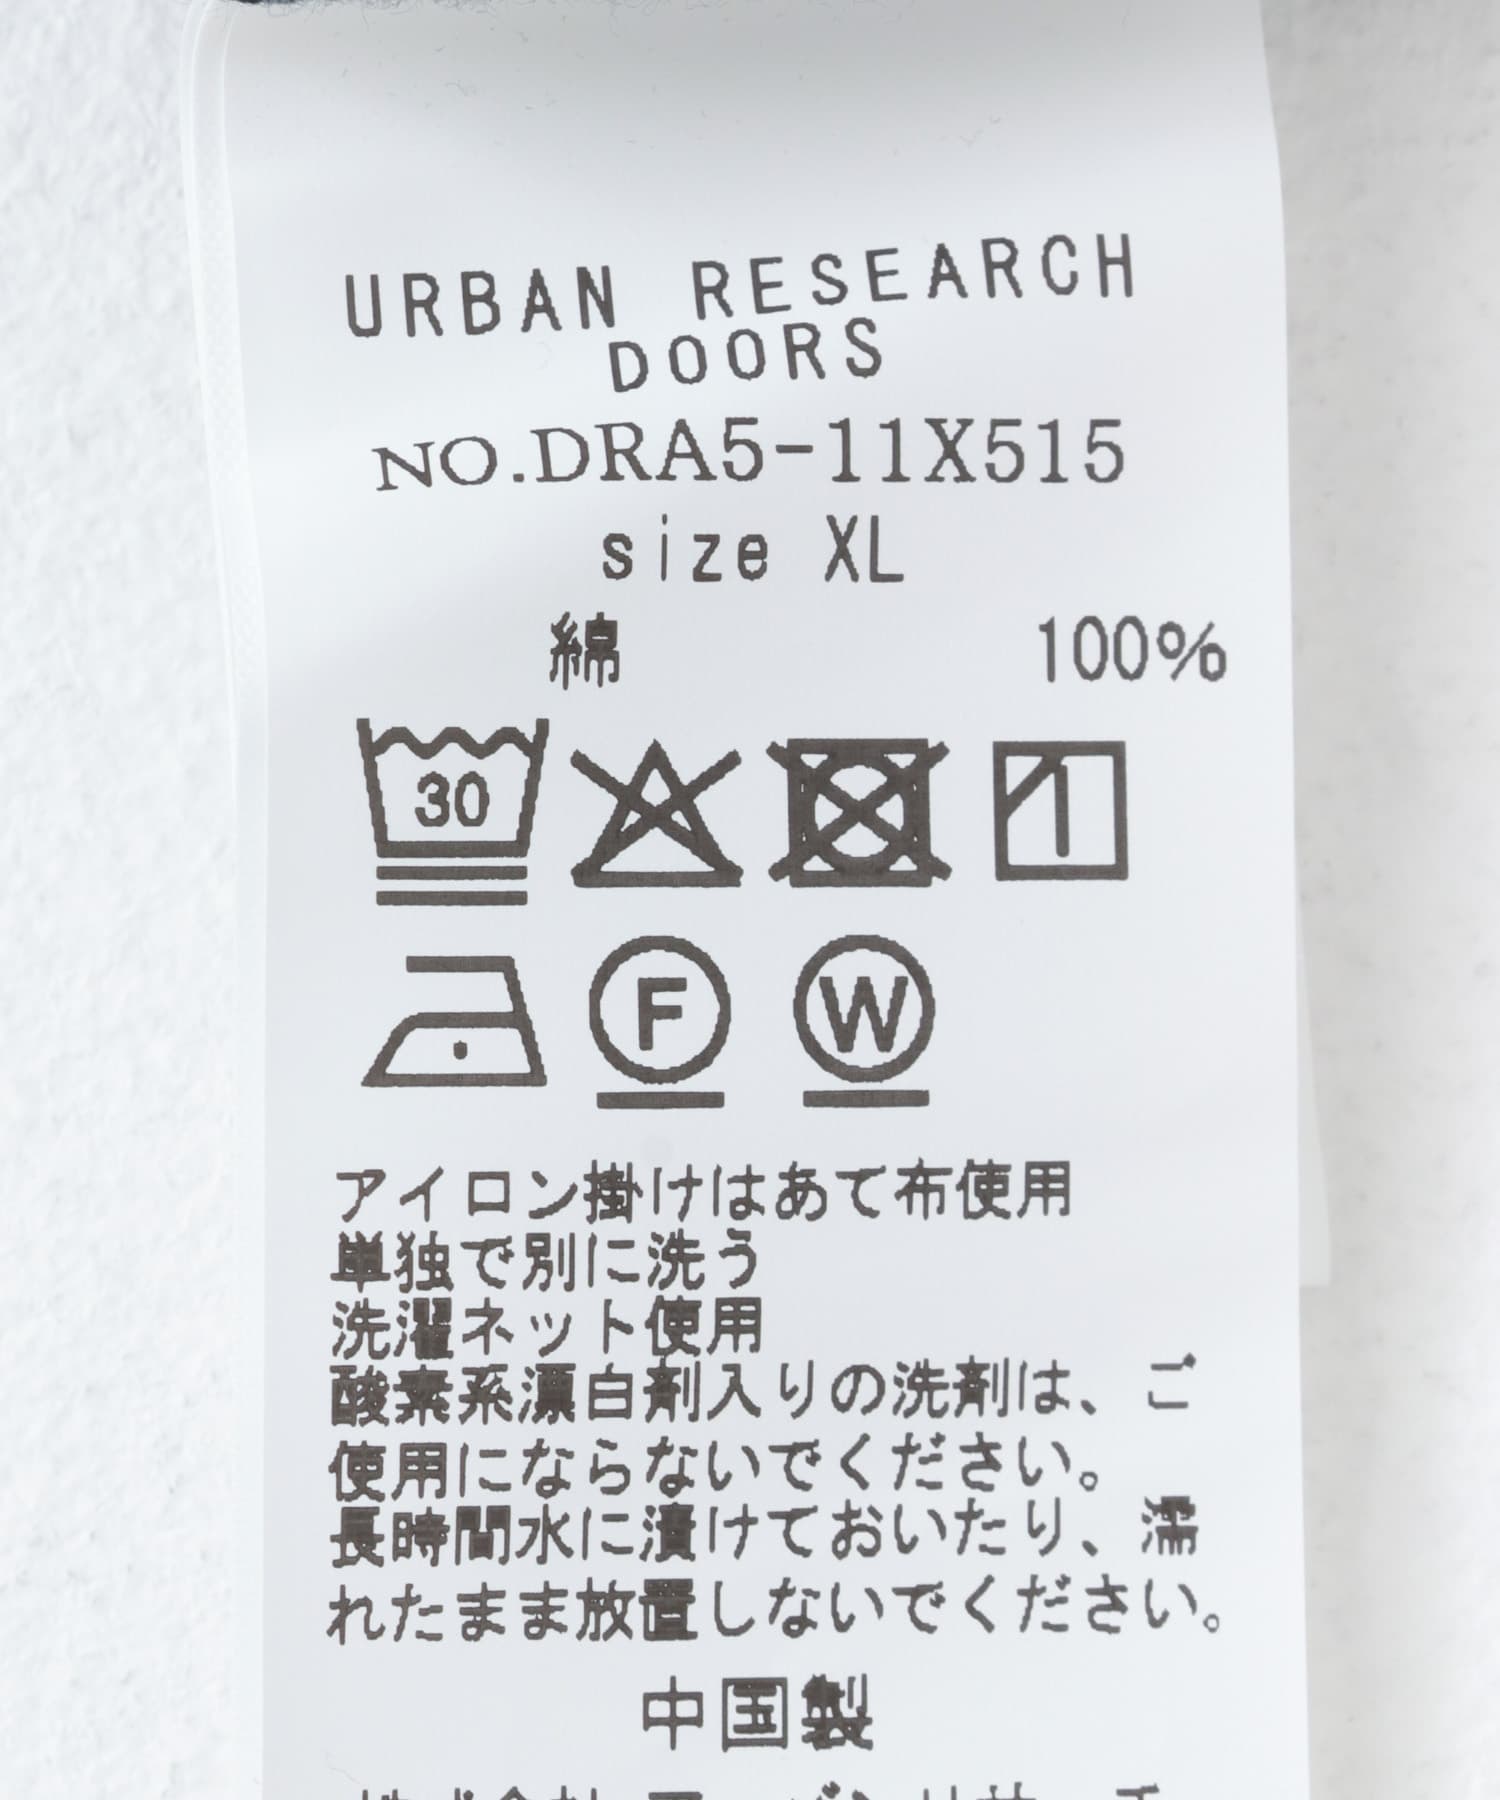 URBAN RESEARCH
DOORS
NO.DRA5-11X515
size XL
綿 100%
30
F W
アイロン掛けはあて布使用
単独で別に洗う
洗濯ネット使用
酸素系漂白剤入りの洗剤は、ご
使用にならないでください。
長時間水に漬けておいたり、濡
れたまま放置しないでください。
中国製